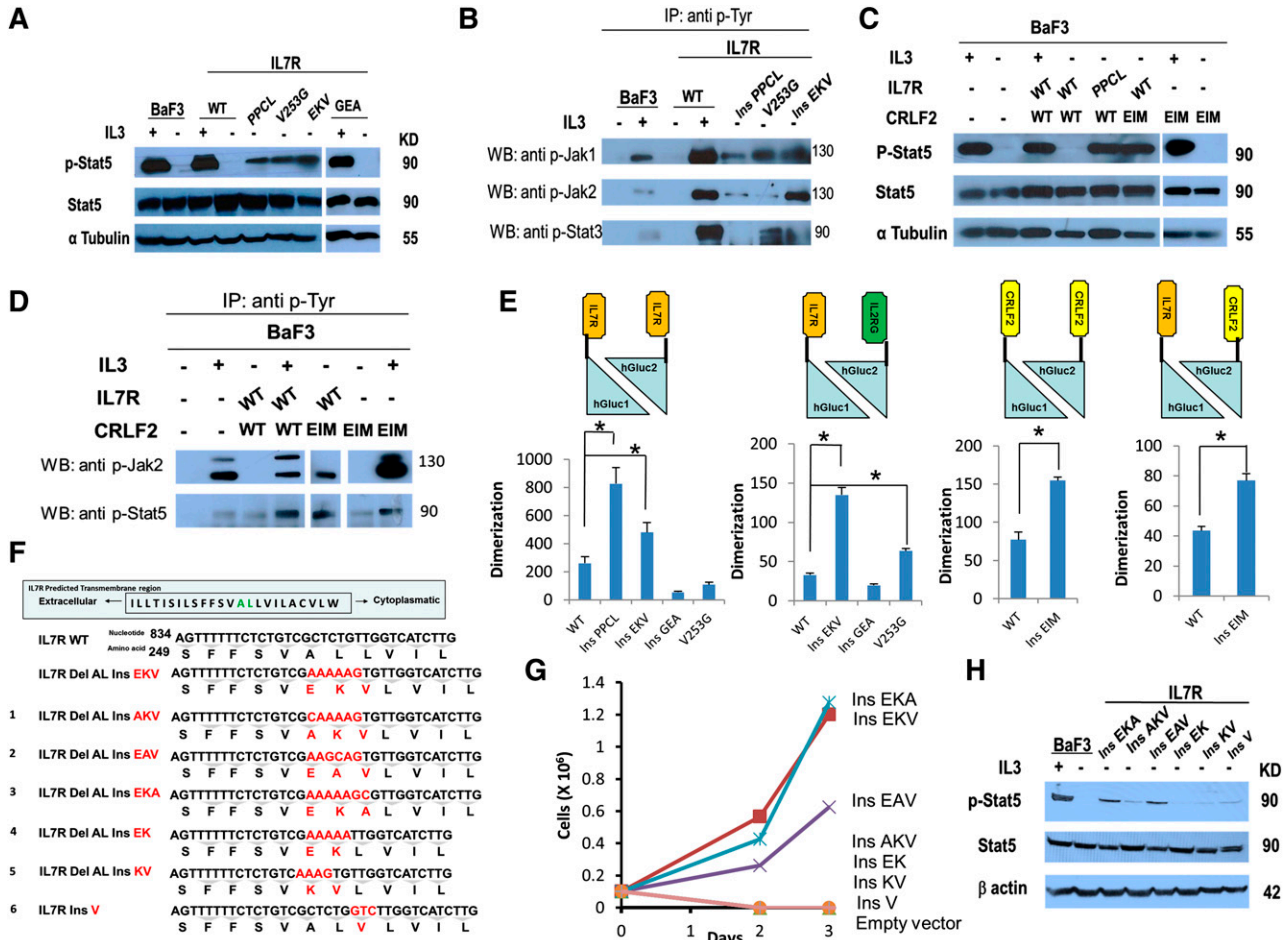 A
IL7R
BaF3 WT PPCL V253G EKV GEA
IL3 + - + - + - KD
p-Stat5 90
Stat5 90
α Tubulin 55
B
IP: anti p-Tyr
IL7R
BaF3 WT Ins PPCL V253G Ins EKV
IL3 - + - + - - -
WB: anti p-Jak1 130
WB: anti p-Jak2 130
WB: anti p-Stat3 90
C
BaF3
IL3 + - + - - - + -
IL7R - - WT WT PPCL WT - -
CRLF2 - - WT WT WT EIM EIM EIM
P-Stat5 90
Stat5 90
α Tubulin 55
D
IP: anti p-Tyr
BaF3
IL3 - + - + - - +
IL7R - - WT WT WT - -
CRLF2 - - WT WT EIM EIM EIM
WB: anti p-Jak2 130
WB: anti p-Stat5 90
E
IL7R IL7R
hGluc2
hGluc1
IL7R IL2RG
hGluc2
hGluc1
CRLF2 CRLF2
hGluc2
hGluc1
IL7R CRLF2
hGluc2
hGluc1
Dimerization
1000
800
600
400
200
0
* *
WT Ins PPCL Ins EKV Ins GEA V253G
Dimerization
200
150
100
50
0
* *
WT Ins EKV Ins GEA V253G
Dimerization
200
150
100
50
0
*
WT Ins EIM
Dimerization
100
80
60
40
20
0
*
WT Ins EIM
F
IL7R Predicted Transmembrane region
Extracellular ← ILLTISILSFFSVALLVILACVLW → Cytoplasmatic
IL7R WT Nucleotide 834 AGTTTTTTCTCTGTCGCTCTGTTGGTCATCTTG
Amino acid 249 S F F S V A L L V I L
IL7R Del AL Ins EKV AGTTTTTTCTCTGTCGAAAAAGTGTTGGTCATCTTG
S F F S V E K V L V I L
1 IL7R Del AL Ins AKV AGTTTTTTCTCTGTCGCAAAAGTGTTGGTCATCTTG
S F F S V A K V L V I L
2 IL7R Del AL Ins EAV AGTTTTTTCTCTGTCGAAGCAGTGTTGGTCATCTTG
S F F S V E A V L V I L
3 IL7R Del AL Ins EKA AGTTTTTTCTCTGTCGAAAAAGCGTTGGTCATCTTG
S F F S V E K A L V I L
4 IL7R Del AL Ins EK AGTTTTTTCTCTGTCGAAAAATTGGTCATCTTG
S F F S V E K L V I L
5 IL7R Del AL Ins KV AGTTTTTTCTCTGTCAAAGTGTTGGTCATCTTG
S F F S V K V L V I L
6 IL7R Ins V AGTTTTTTCTCTGTCGCTCTGGTCTTGGTCATCTTG
S F F S V A L V L V I L
G
Cells (X 10⁶)
1.4
1.2
1
0.8
0.6
0.4
0.2
0
0 2 3
Days
Ins EKA
Ins EKV
Ins EAV
Ins AKV
Ins EK
Ins KV
Ins V
Empty vector
H
IL7R
BaF3 Ins EKA Ins AKV Ins EAV Ins EK Ins KV Ins V
IL3 + - - - - - - - KD
p-Stat5 90
Stat5 90
β actin 42